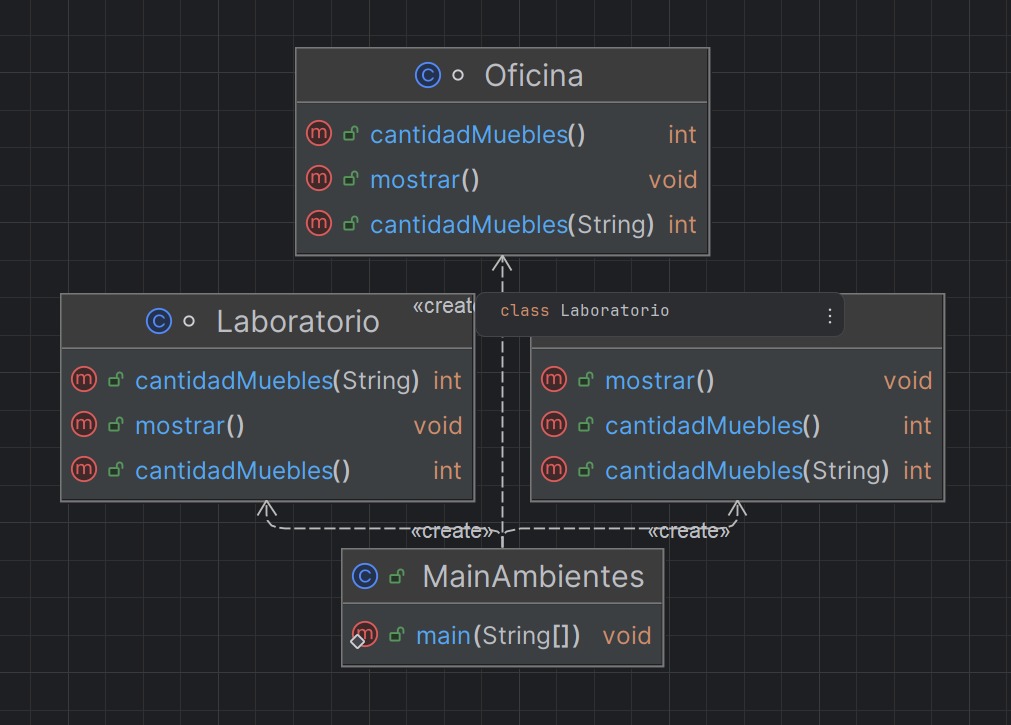 Oficina
cantidadMuebles() int
mostrar() void
cantidadMuebles(String) int
«creat
class Laboratorio
Laboratorio
cantidadMuebles(String) int
mostrar() void
cantidadMuebles() int
mostrar() void
cantidadMuebles() int
cantidadMuebles(String) int
«create»
«create»
MainAmbientes
main(String[]) void